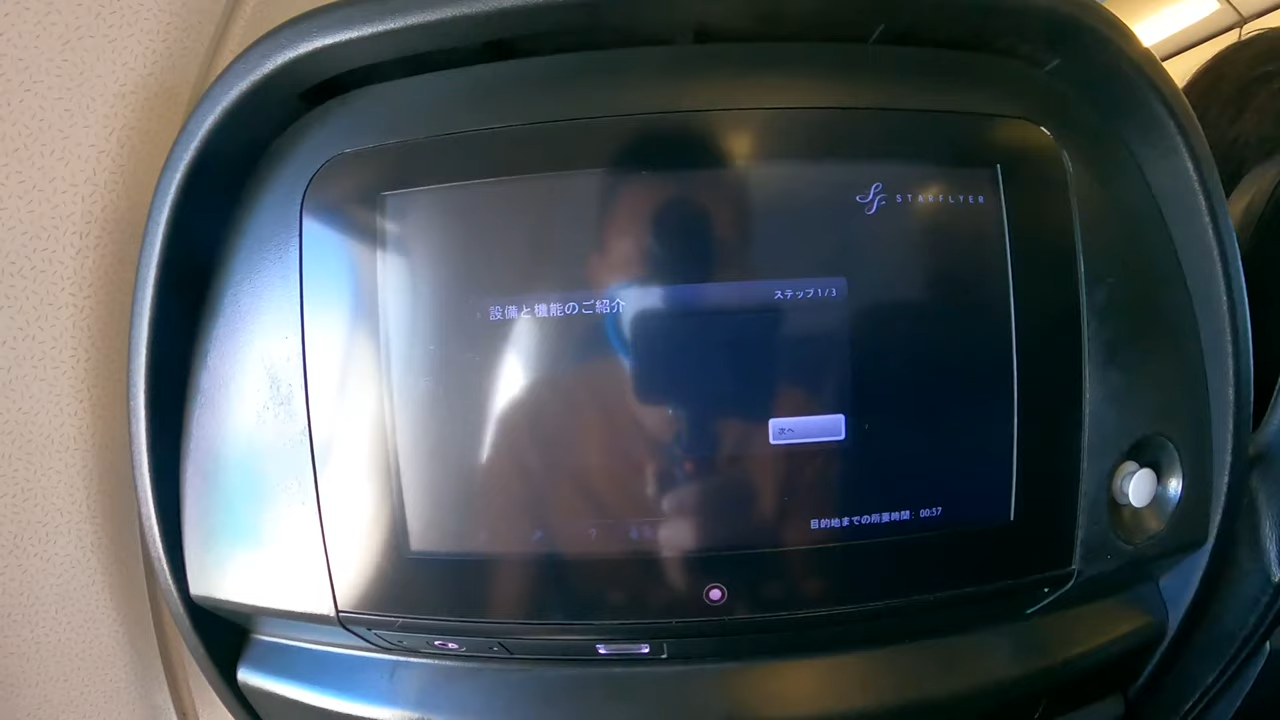 STARFLYER
設備と機能のご紹介
ステップ1/3
次へ
?
目的地までの所要時間: 00:57